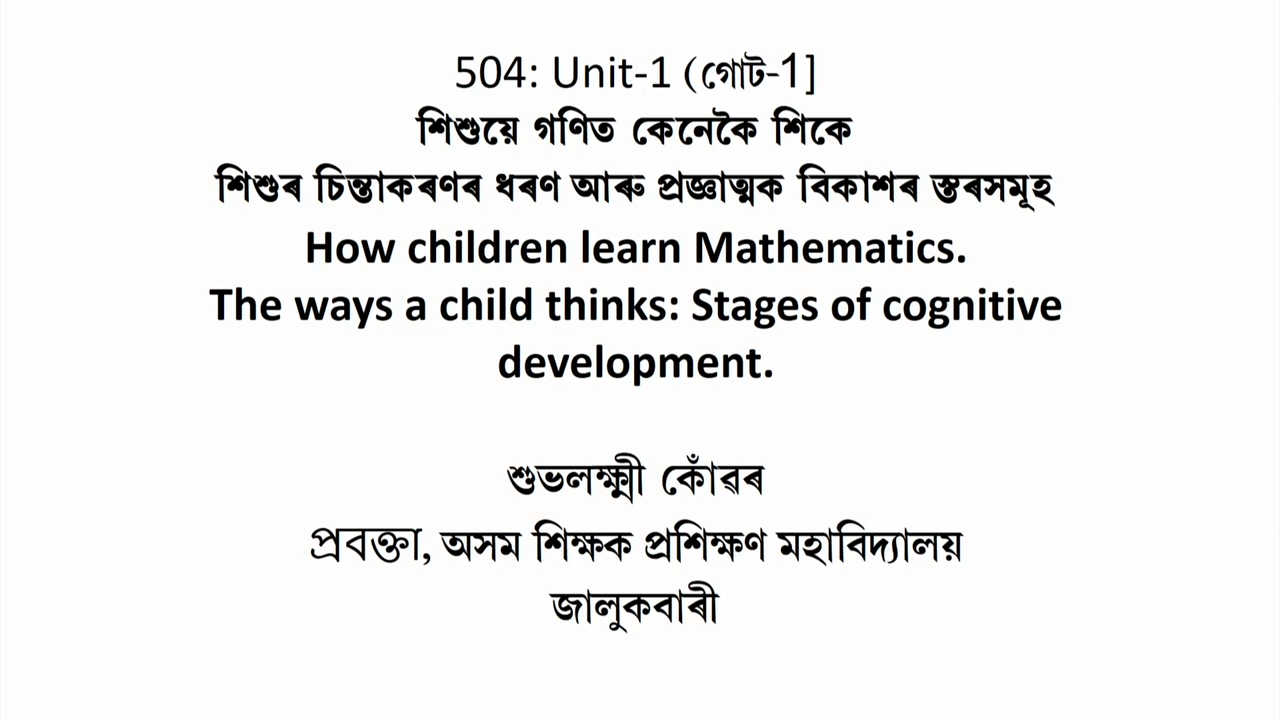 504: Unit-1 (গোট-1]
শিশুয়ে গণিত কেনেকৈ শিকে
শিশুৰ চিন্তাকৰণৰ ধৰণ আৰু প্ৰজ্ঞাত্মক বিকাশৰ স্তৰসমূহ
How children learn Mathematics.
The ways a child thinks: Stages of cognitive
development.
শুভলক্ষ্মী কোঁৱৰ
প্ৰবক্তা, অসম শিক্ষক প্ৰশিক্ষণ মহাবিদ্যালয়
জালুকবাৰী